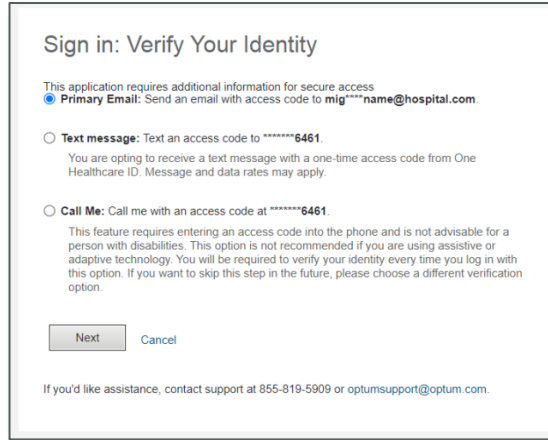 Sign in: Verify Your Identity
This application requires additional information for secure access
Primary Email: Send an email with access code to mig****name@hospital.com.
Text message: Text an access code to *******6461.
You are opting to receive a text message with a one-time access code from One
Healthcare ID. Message and data rates may apply.
Call Me: Call me with an access code at *******6461.
This feature requires entering an access code into the phone and is not advisable for a
person with disabilities. This option is not recommended if you are using assistive or
adaptive technology. You will be required to verify your identity every time you log in with
this option. If you want to skip this step in the future, please choose a different verification
option.
Next
Cancel
If you'd like assistance, contact support at 855-819-5909 or optumsupport@optum.com.